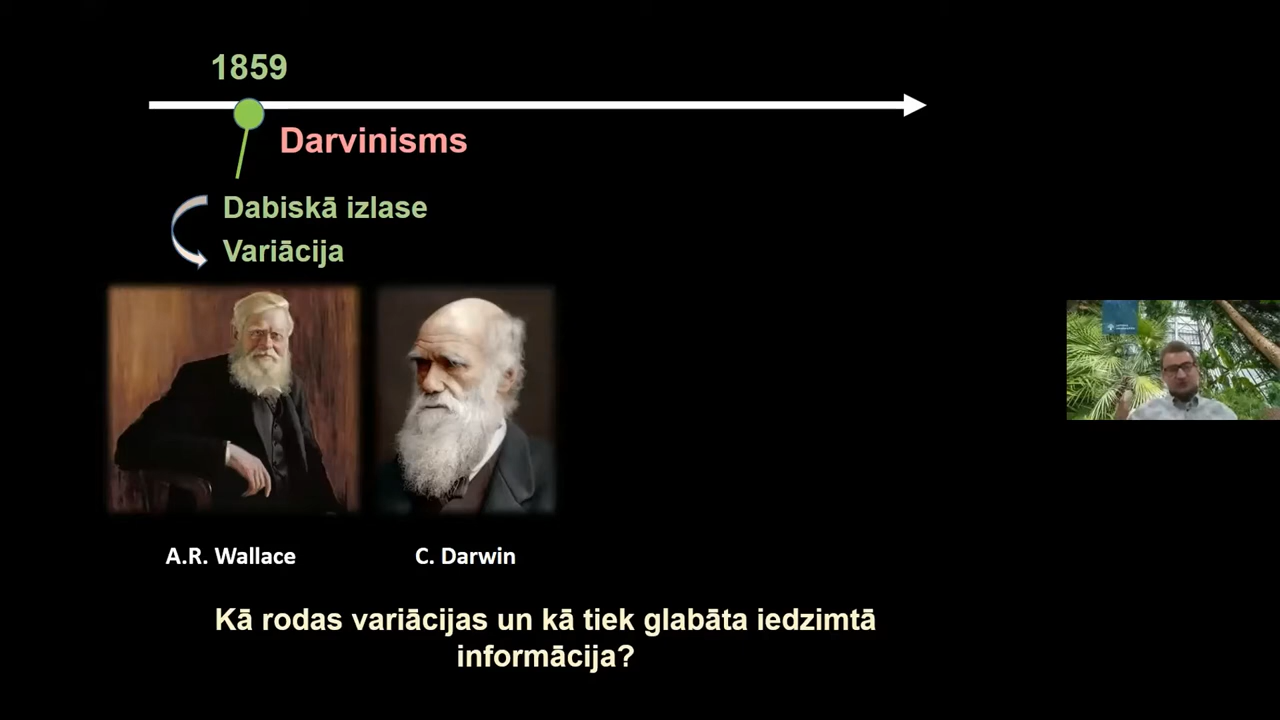 1859
Darvinisms
Dabiskā izlase
Variācija
A.R. Wallace
C. Darwin
Kā rodas variācijas un kā tiek glabāta iedzimtā
informācija?